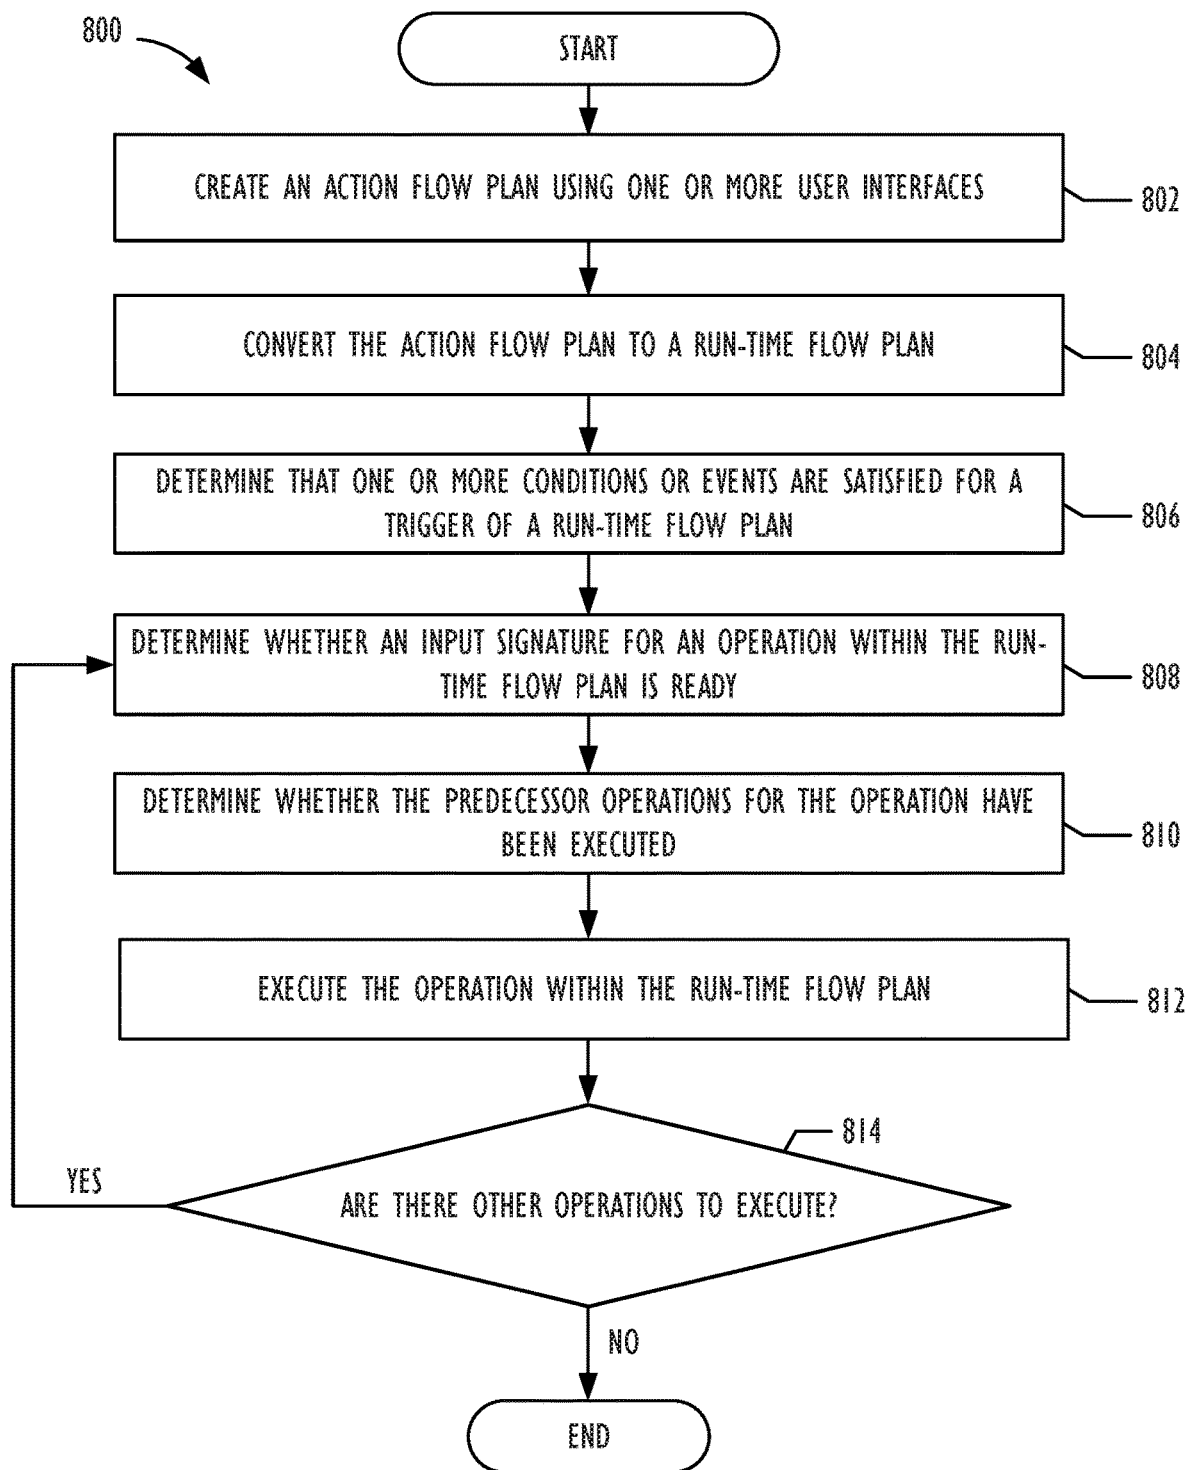 800
START
CREATE AN ACTION FLOW PLAN USING ONE OR MORE USER INTERFACES
802
CONVERT THE ACTION FLOW PLAN TO A RUN-TIME FLOW PLAN
804
DETERMINE THAT ONE OR MORE CONDITIONS OR EVENTS ARE SATISFIED FOR A
TRIGGER OF A RUN-TIME FLOW PLAN
806
DETERMINE WHETHER AN INPUT SIGNATURE FOR AN OPERATION WITHIN THE RUN-
TIME FLOW PLAN IS READY
808
DETERMINE WHETHER THE PREDECESSOR OPERATIONS FOR THE OPERATION HAVE
BEEN EXECUTED
810
EXECUTE THE OPERATION WITHIN THE RUN-TIME FLOW PLAN
812
814
YES
ARE THERE OTHER OPERATIONS TO EXECUTE?
NO
END